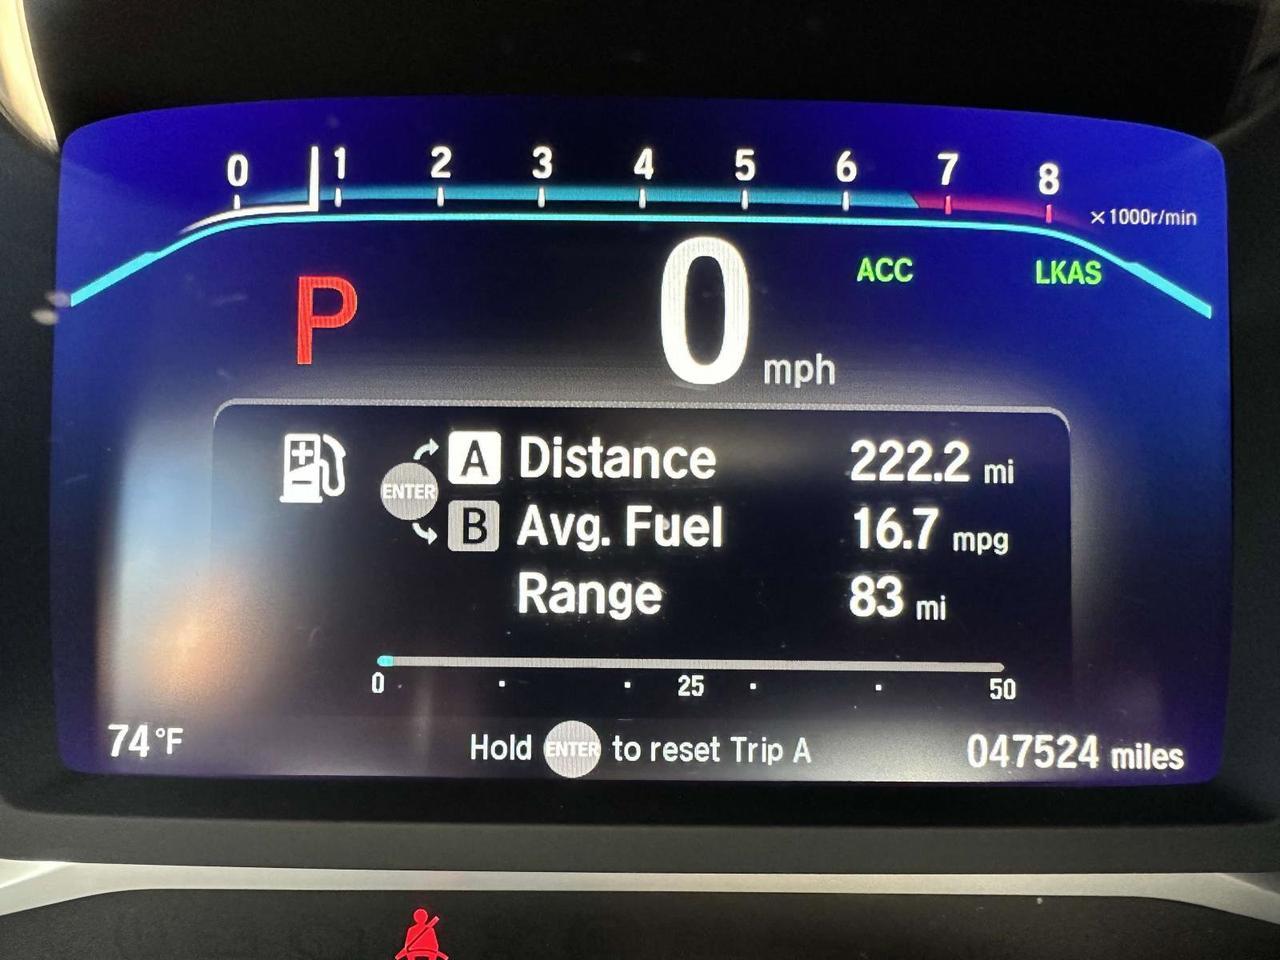 0 1 2 3 4 5 6 7 8
x1000r/min
P 0 mph ACC LKAS
A Distance 222.2 mi
ENTER
B Avg. Fuel 16.7 mpg
Range 83 mi
0 25 50
74°F Hold ENTER to reset Trip A 047524 miles